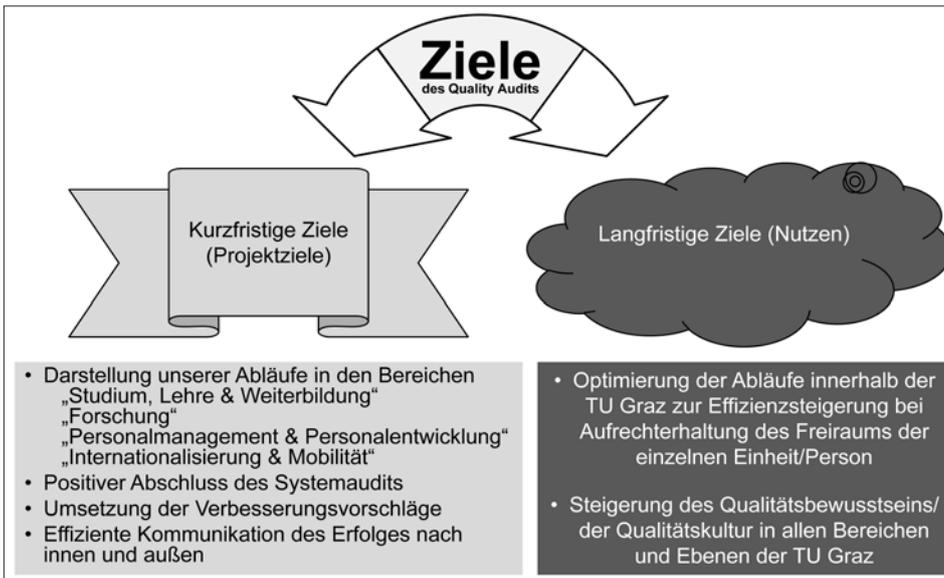 Ziele
des Quality Audits
Kurzfristige Ziele
(Projektziele)
Langfristige Ziele (Nutzen)
• Darstellung unserer Abläufe in den Bereichen
„Studium, Lehre & Weiterbildung“
„Forschung“
„Personalmanagement & Personalentwicklung“
„Internationalisierung & Mobilität“
• Positiver Abschluss des Systemaudits
• Umsetzung der Verbesserungsvorschläge
• Effiziente Kommunikation des Erfolges nach
innen und außen
• Optimierung der Abläufe innerhalb der
TU Graz zur Effizienzsteigerung bei
Aufrechterhaltung des Freiraums der
einzelnen Einheit/Person
• Steigerung des Qualitätsbewusstseins/
der Qualitätskultur in allen Bereichen
und Ebenen der TU Graz